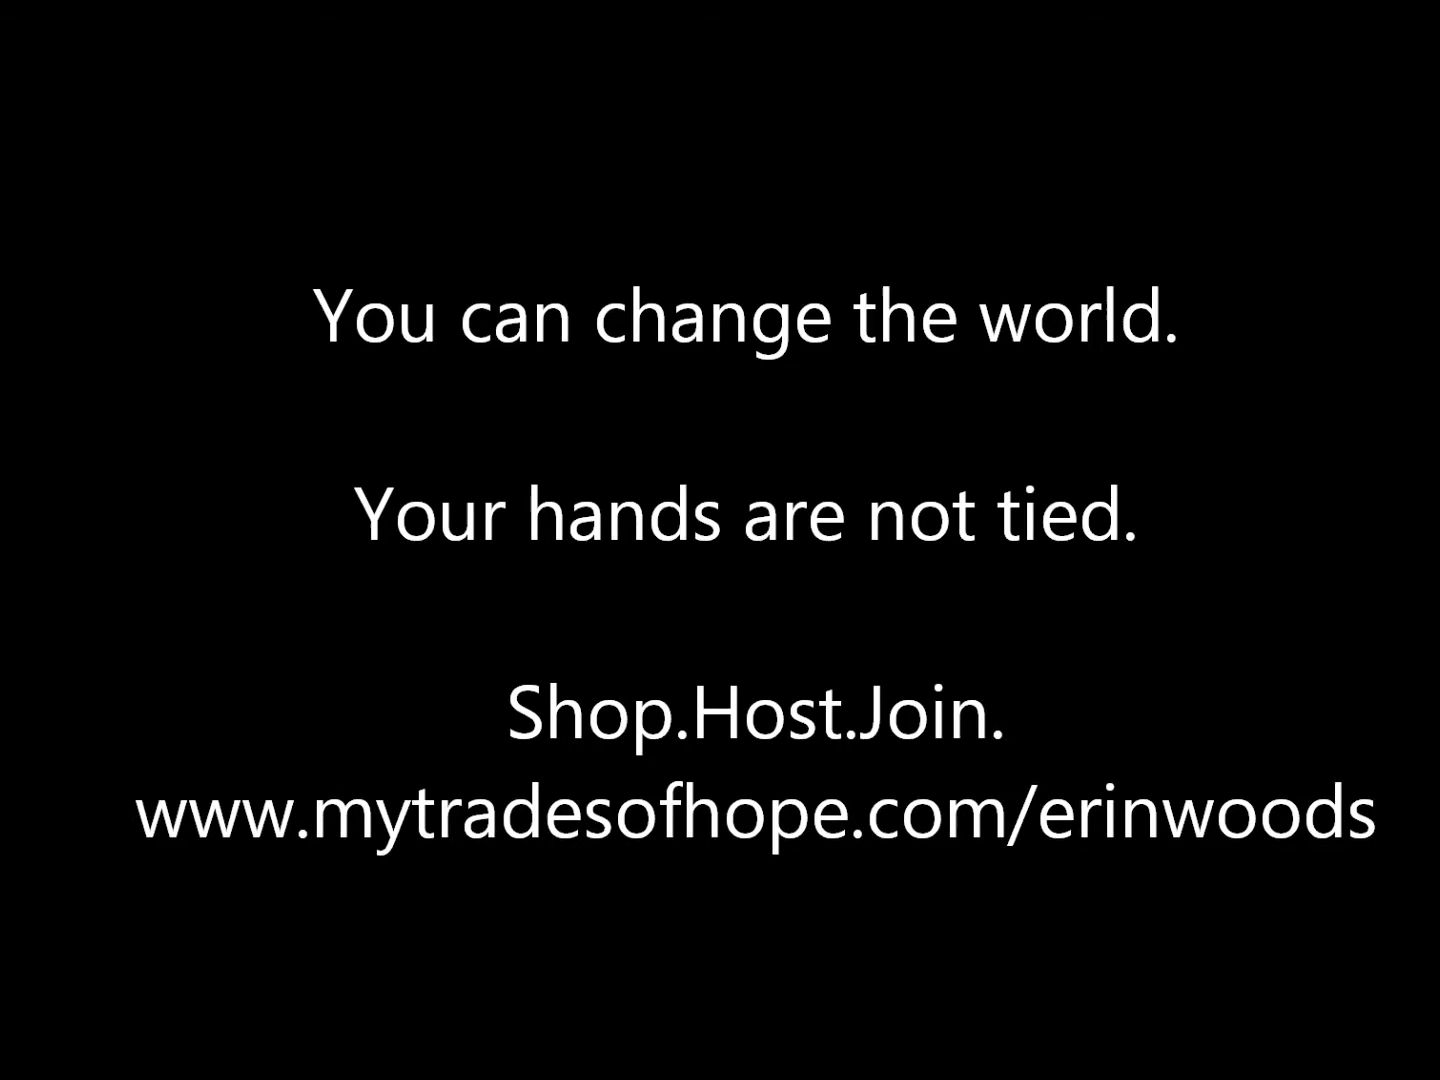 You can change the world.
Your hands are not tied.
Shop.Host.Join.
www.mytradesofhope.com/erinwoods